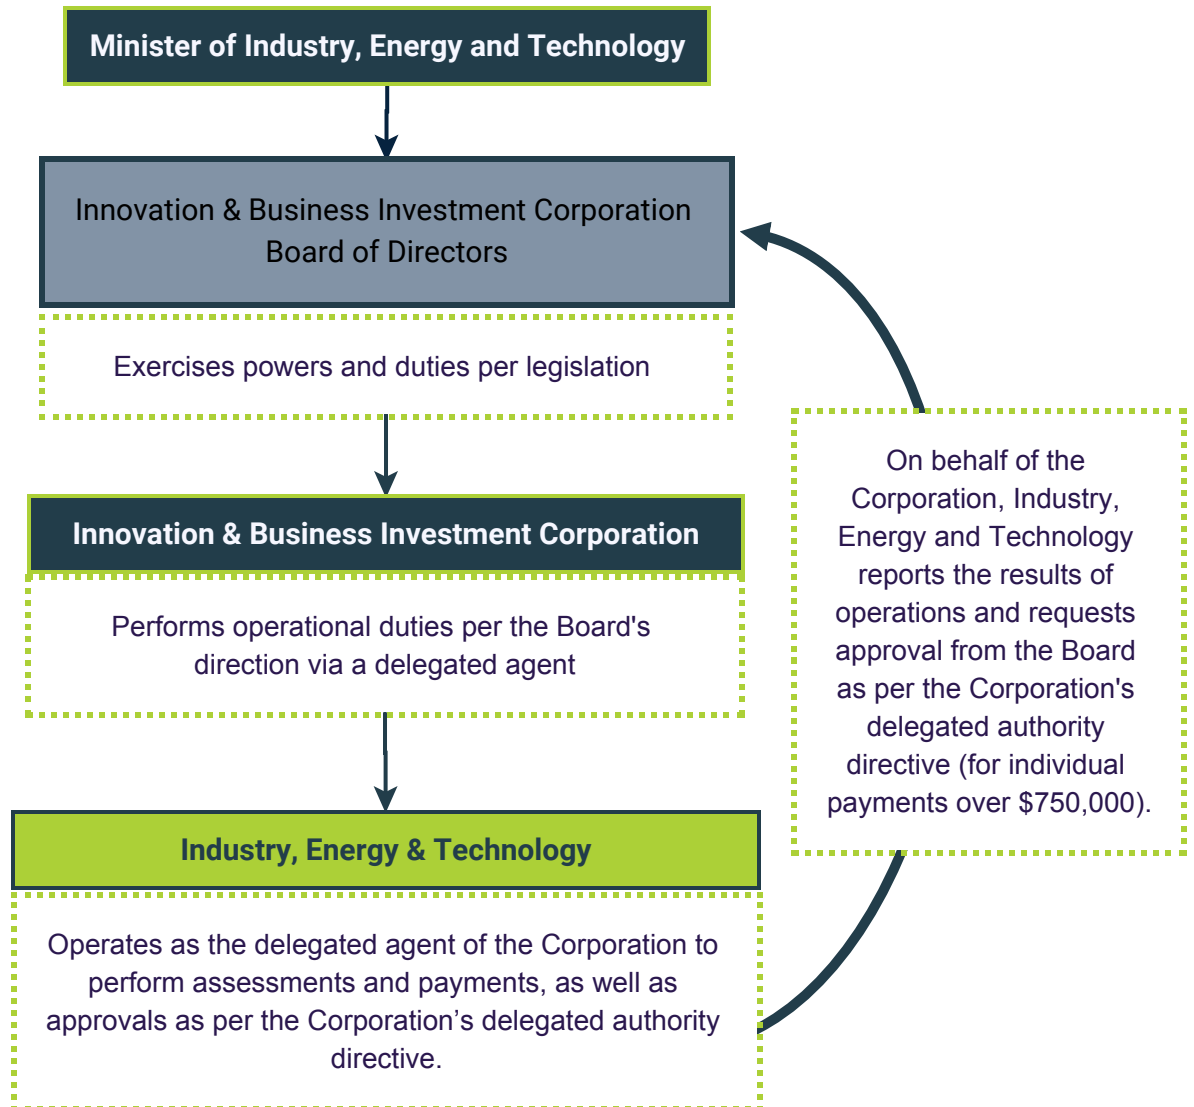 Minister of Industry, Energy and Technology
Innovation & Business Investment Corporation
Board of Directors
Exercises powers and duties per legislation
Innovation & Business Investment Corporation
Performs operational duties per the Board's
direction via a delegated agent
Industry, Energy & Technology
Operates as the delegated agent of the Corporation to
perform assessments and payments, as well as
approvals as per the Corporation’s delegated authority
directive.
On behalf of the
Corporation, Industry,
Energy and Technology
reports the results of
operations and requests
approval from the Board
as per the Corporation's
delegated authority
directive (for individual
payments over $750,000).